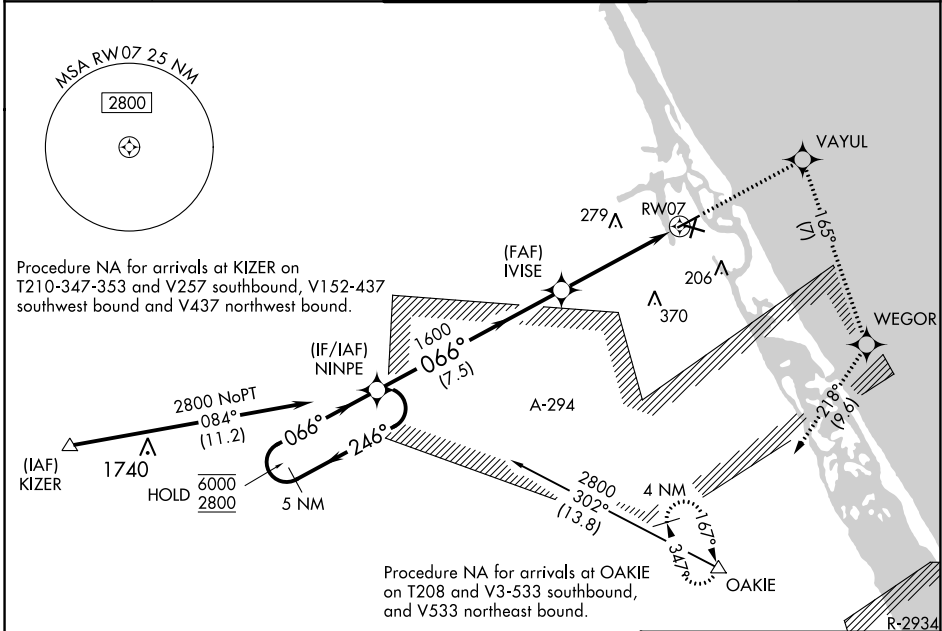 MSA RW07 25 NM
2800
VAYUL
279
RW07
165°
(7)
(FAF)
IVISE
206
Procedure NA for arrivals at KIZER on
T210-347-353 and V257 southbound, V152-437
southwest bound and V437 northwest bound.
370
WEGOR
1600
066°
(7.5)
(IF/IAF)
NINPE
2800 NoPT
084°
(11.2)
A-294
218°
(9.6)
066°
246°
(IAF)
KIZER
1740
HOLD
6000
2800
5 NM
2800
302°
(13.8)
4 NM
167°
347°
OAKIE
Procedure NA for arrivals at OAKIE
on T208 and V3-533 southbound,
and V533 northeast bound.
R-2934